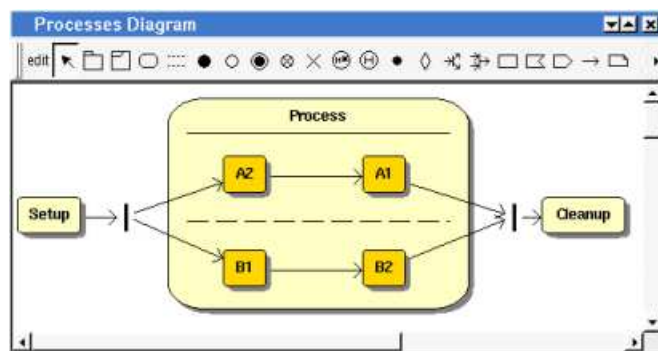 Processes Diagram
edit
Process
A2 A1
Setup Cleanup
B1 B2